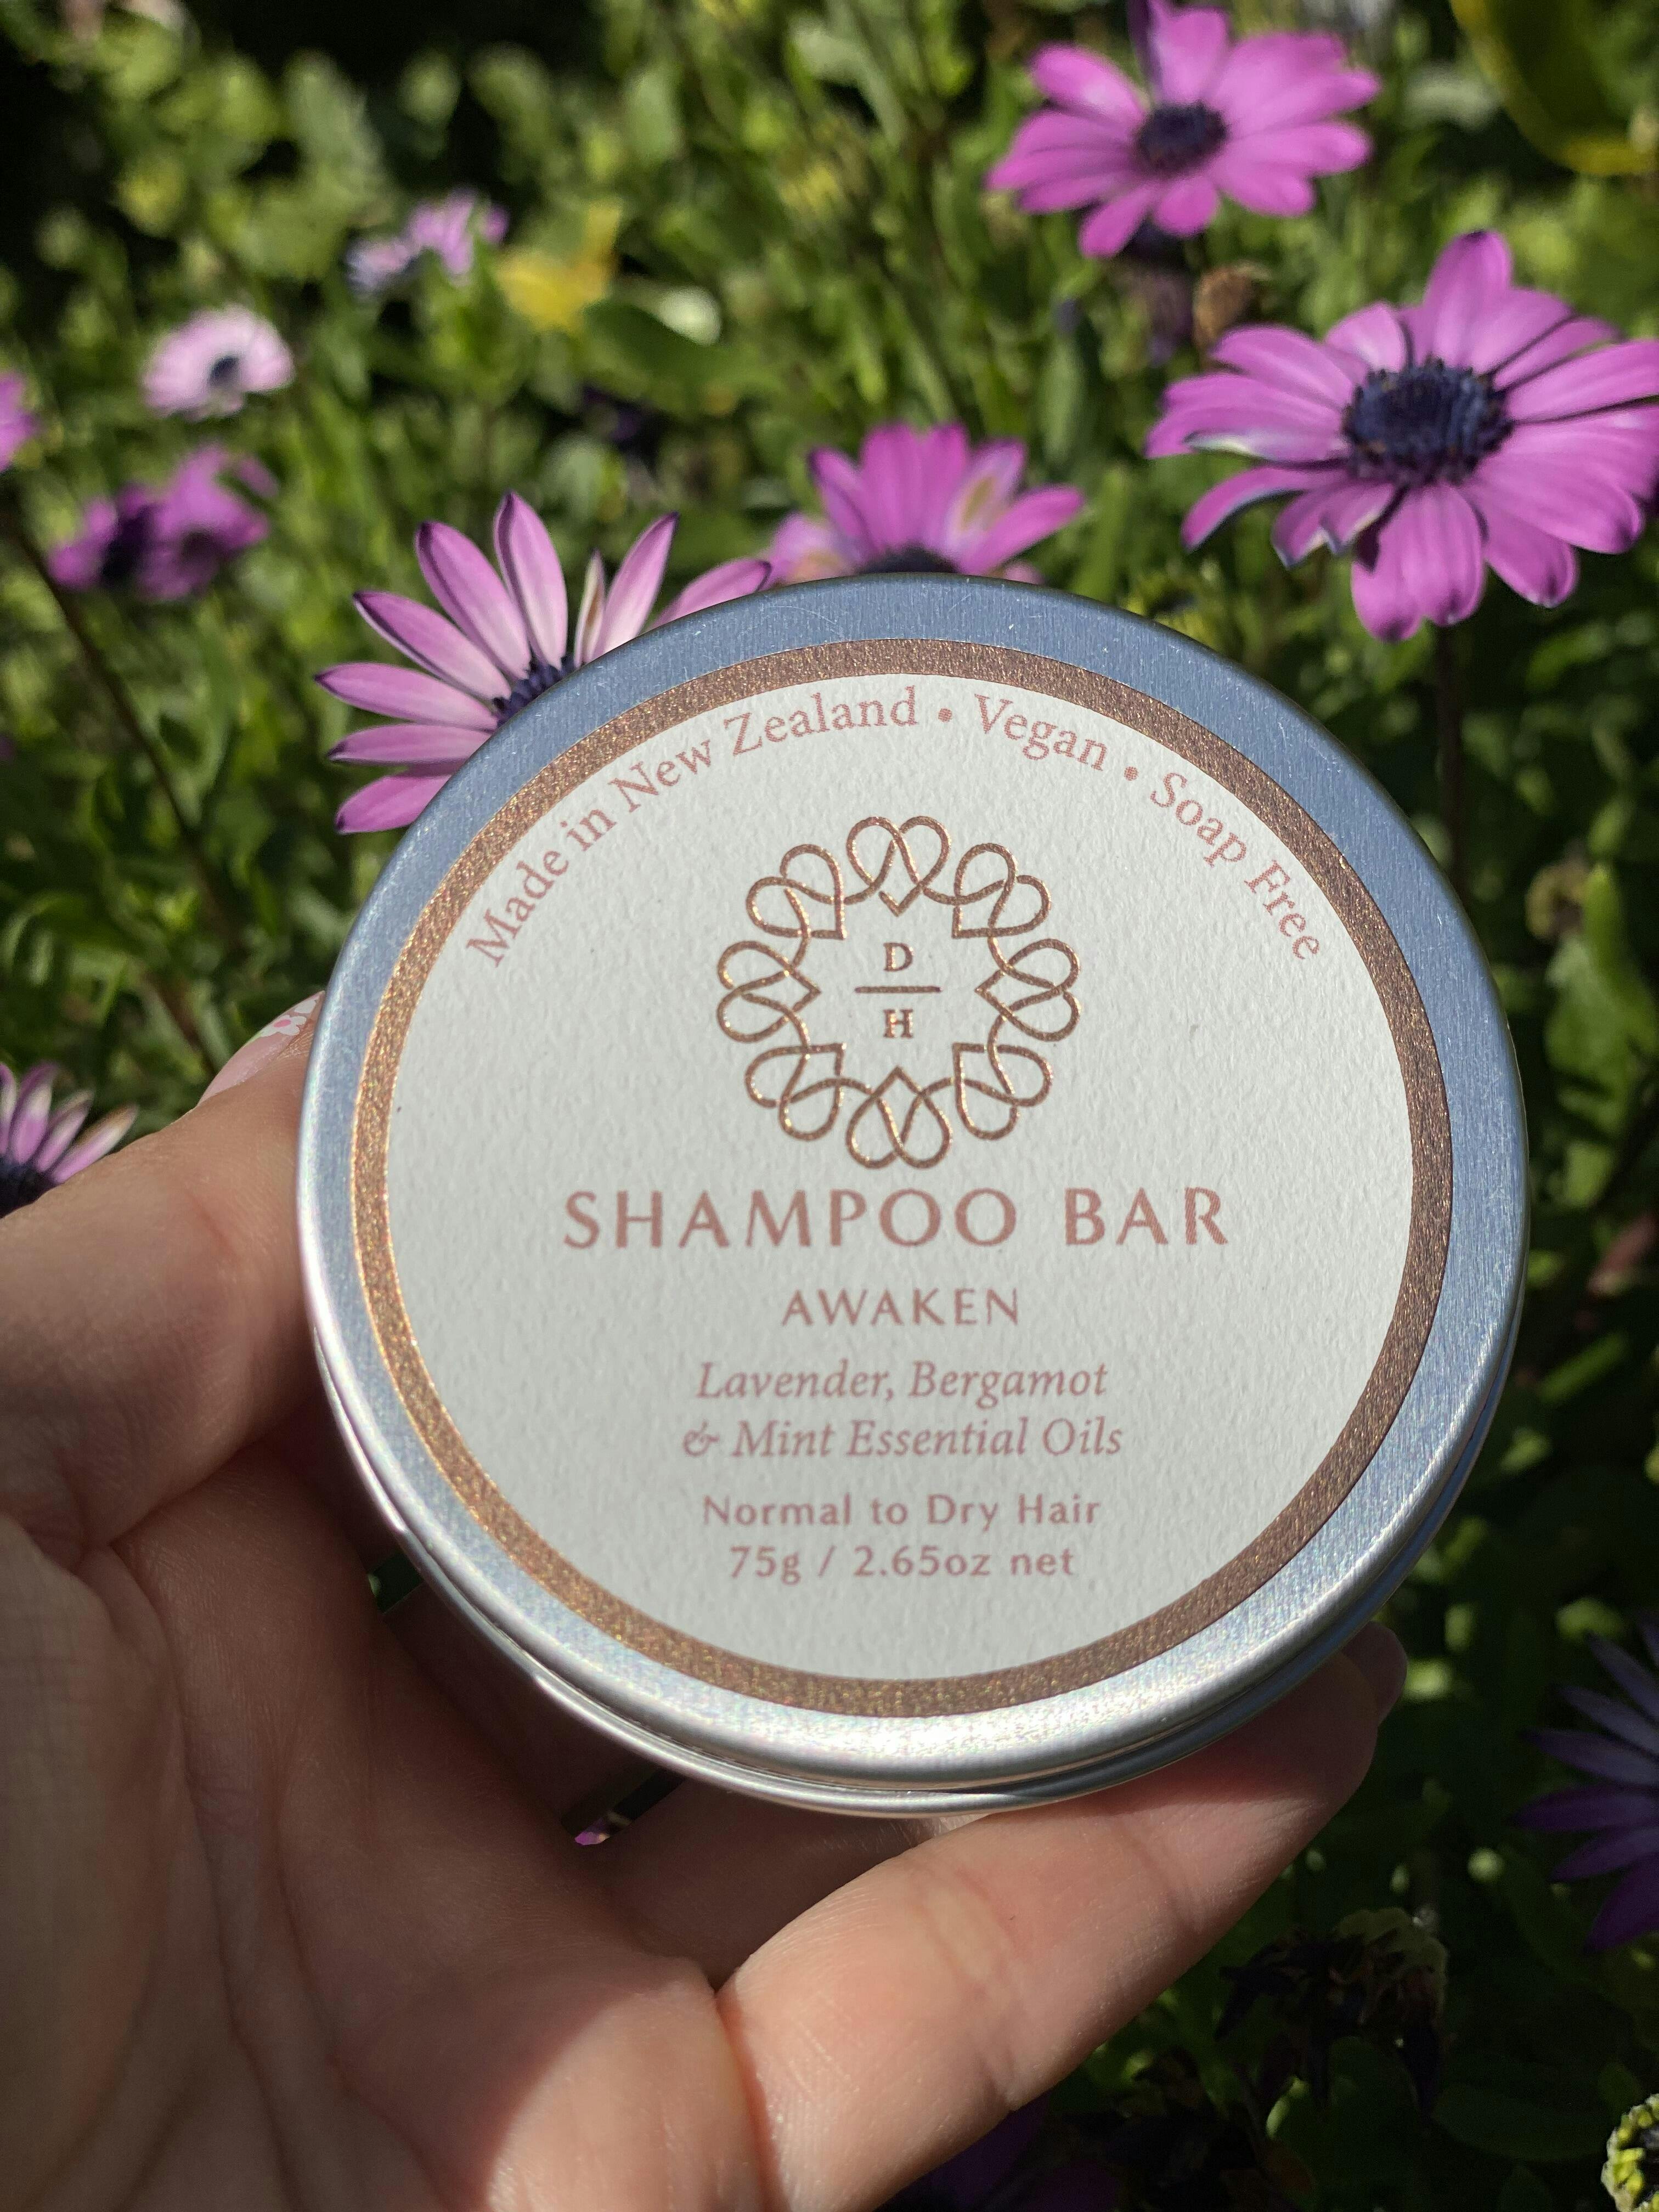 Made in New Zealand • Vegan • Soap Free
D
H
SHAMPOO BAR
AWAKEN
Lavender, Bergamot
& Mint Essential Oils
Normal to Dry Hair
75g / 2.65oz net